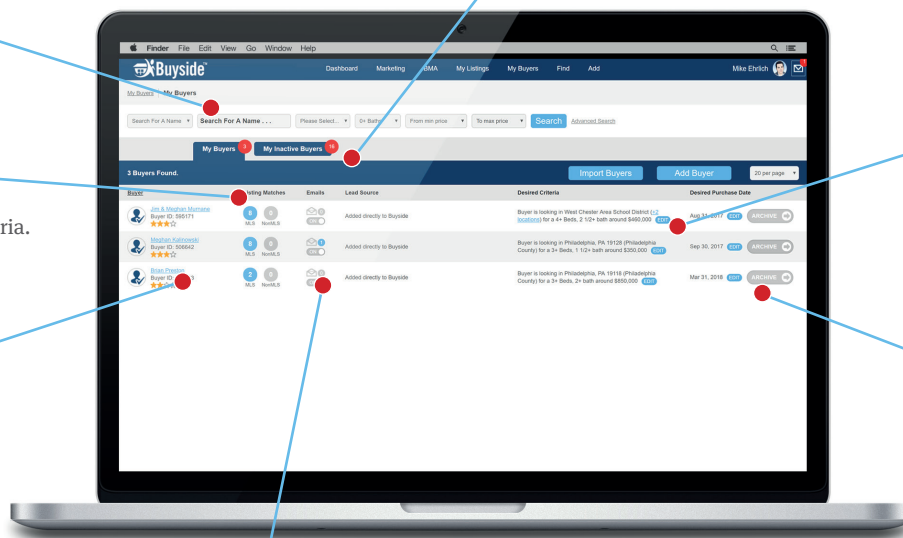 Finder File Edit View Go Window Help
Buyside
Dashboard Marketing BMA My Listings My Buyers Find Add
Mike Ehrlich
My Buyers My Buyers
Search For A Name
Search For A Name . . .
Please Select..
0+ Baths
From min price
To max price
Search
Advanced Search
My Buyers 3
My Inactive Buyers 16
3 Buyers Found.
Import Buyers
Add Buyer
20 per page
Buyer Listing Matches Emails Lead Source Desired Criteria Desired Purchase Date
ria.
Jim & Meghan Murnane
Buyer ID: 595171
8 0
MLS NonMLS
ON
Added directly to Buyside
Buyer is looking in West Chester Area School District (+2
locations) for a 4+ Beds, 2 1/2+ bath around $460,000 EDIT
Aug 31, 2017 EDIT
ARCHIVE
Meghan Kalinowski
Buyer ID: 506642
8 0
MLS NonMLS
ON
Added directly to Buyside
Buyer is looking in Philadelphia, PA 19128 (Philadelphia
County) for a 3+ Beds, 1 1/2+ bath around $350,000 EDIT
Sep 30, 2017 EDIT
ARCHIVE
Brian Preston
Buyer ID:
2 0
MLS NonMLS
Added directly to Buyside
Buyer is looking in Philadelphia, PA 19118 (Philadelphia
County) for a 3+ Beds, 2+ bath around $850,000 EDIT
Mar 31, 2018 EDIT
ARCHIVE